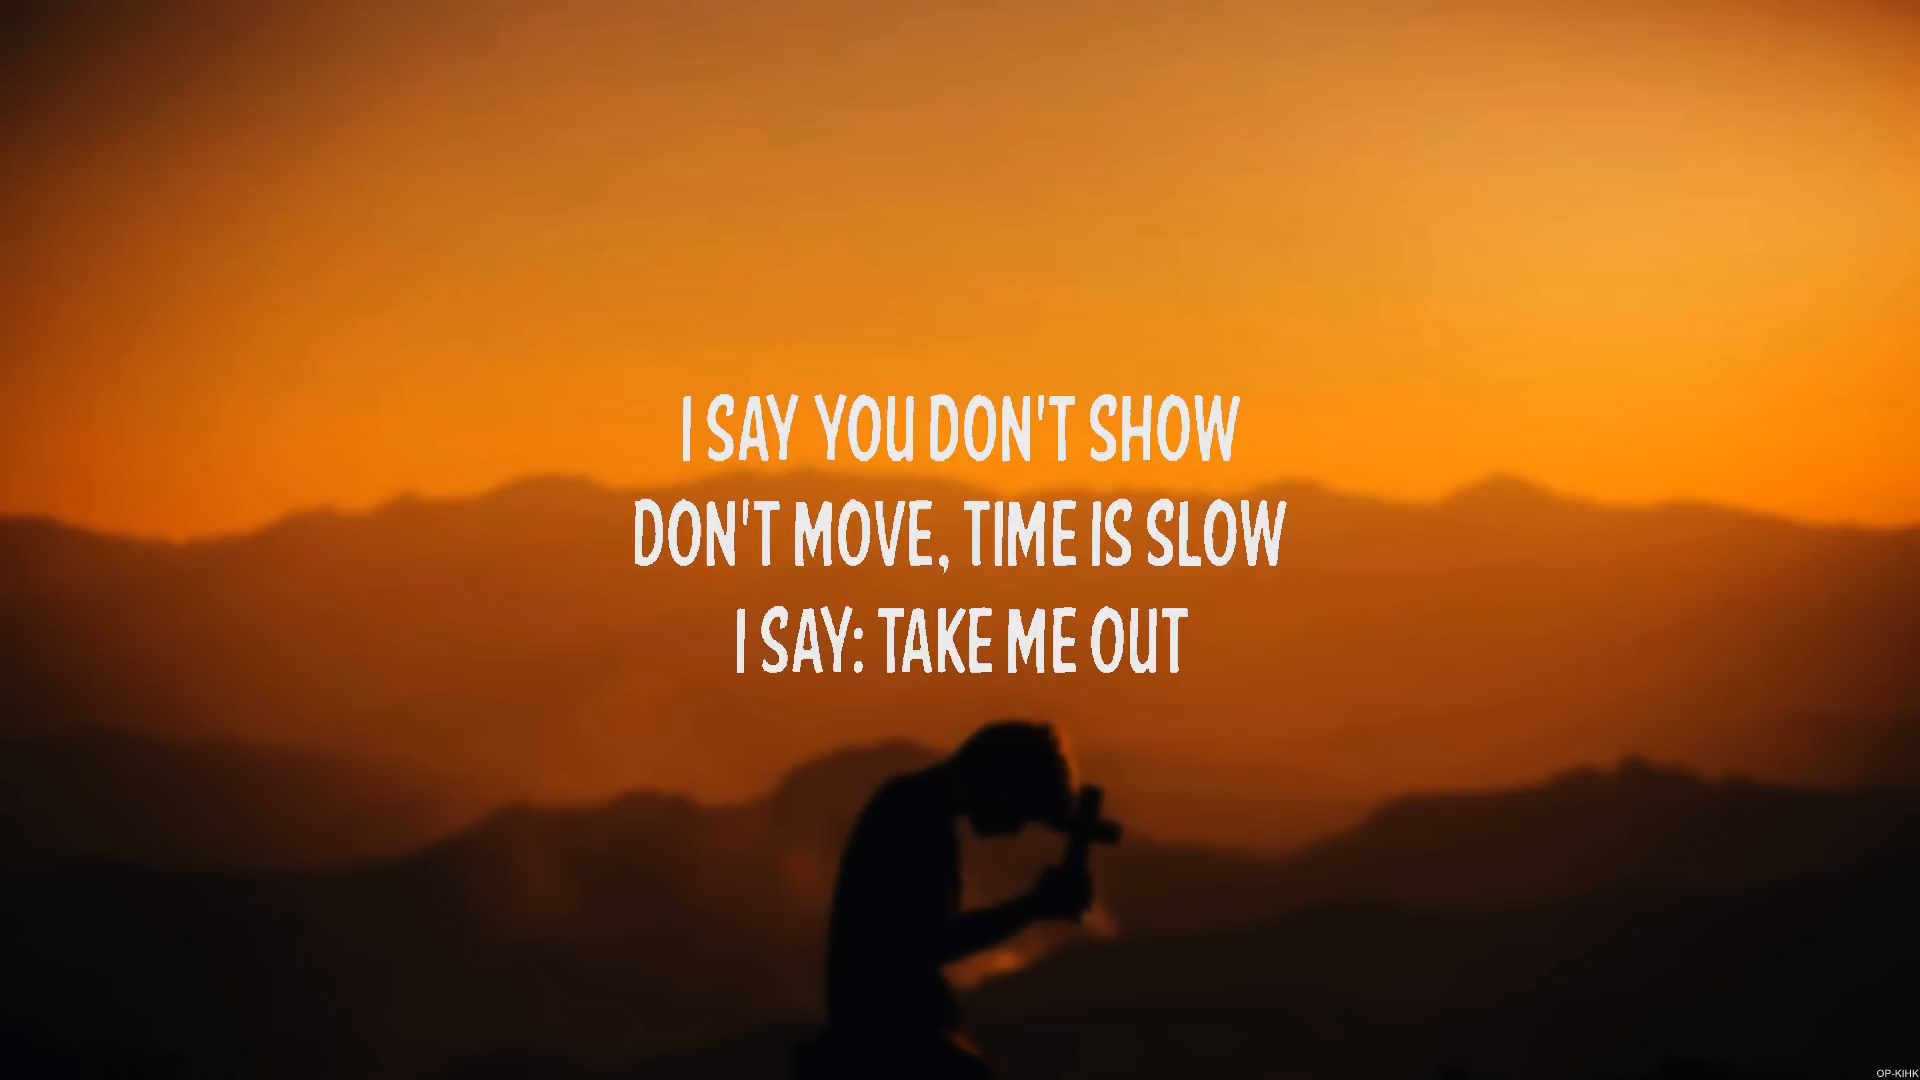 I SAY YOU DON'T SHOW
DON'T MOVE, TIME IS SLOW
I SAY: TAKE ME OUT
OP-KIHK